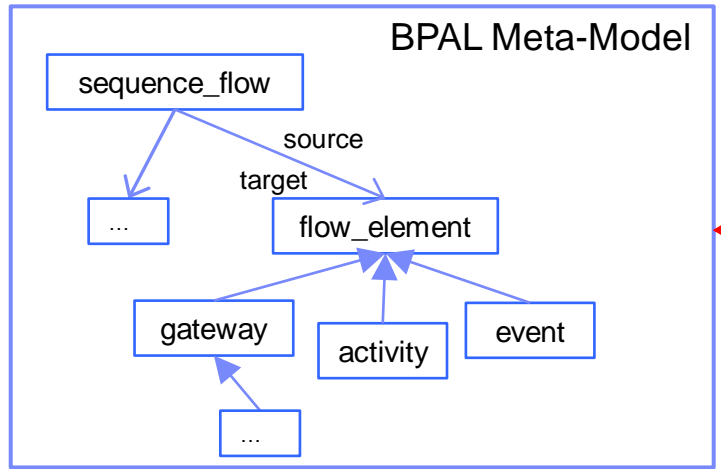 BPAL Meta-Model
sequence_flow
source
target
...
flow_element
gateway
activity
event
...